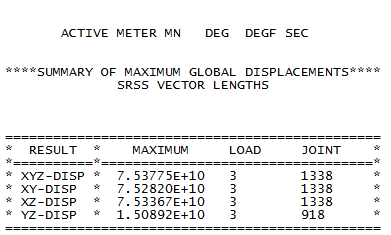 ACTIVE METER MN   DEG  DEGF SEC
****SUMMARY OF MAXIMUM GLOBAL DISPLACEMENTS****
SRSS VECTOR LENGTHS
===============================================
*  RESULT  *    MAXIMUM      LOAD     JOINT    *
*==========*==================================*
* XYZ-DISP *  7.53775E+10   3        1338     *
* XY-DISP  *  7.52820E+10   3        1338     *
* XZ-DISP  *  7.53367E+10   3        1338     *
* YZ-DISP  *  1.50892E+10   3        918      *
===============================================